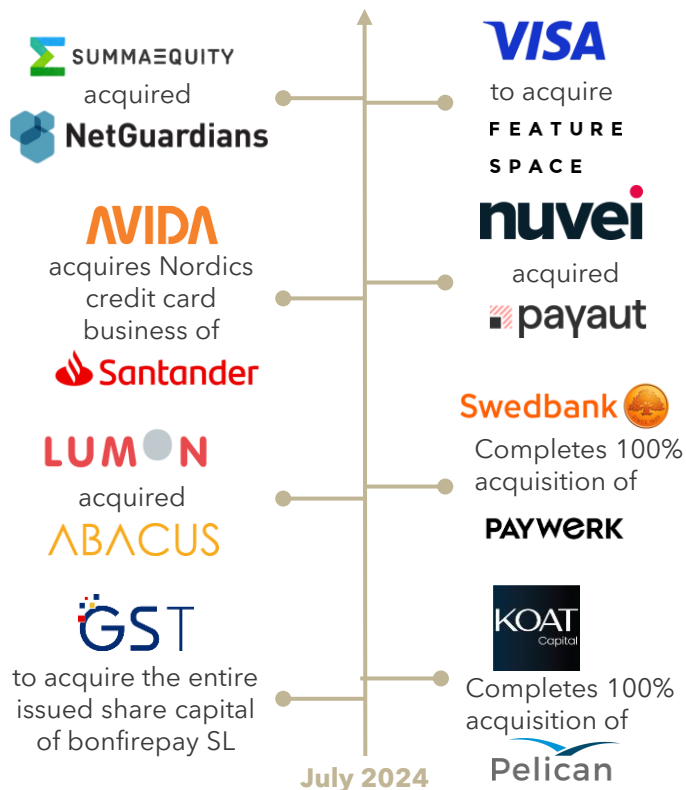 SUMMAEQUITY
acquired
NetGuardians
AVIDA
acquires Nordics
credit card
business of
Santander
LUMON
acquired
ABACUS
GST
to acquire the entire
issued share capital
of bonfirepay SL
VISA
to acquire
FEATURE
SPACE
nuvei
acquired
payaut
Swedbank
Completes 100%
acquisition of
PAYWERK
KOAT
Capital
Completes 100%
acquisition of
Pelican
July 2024